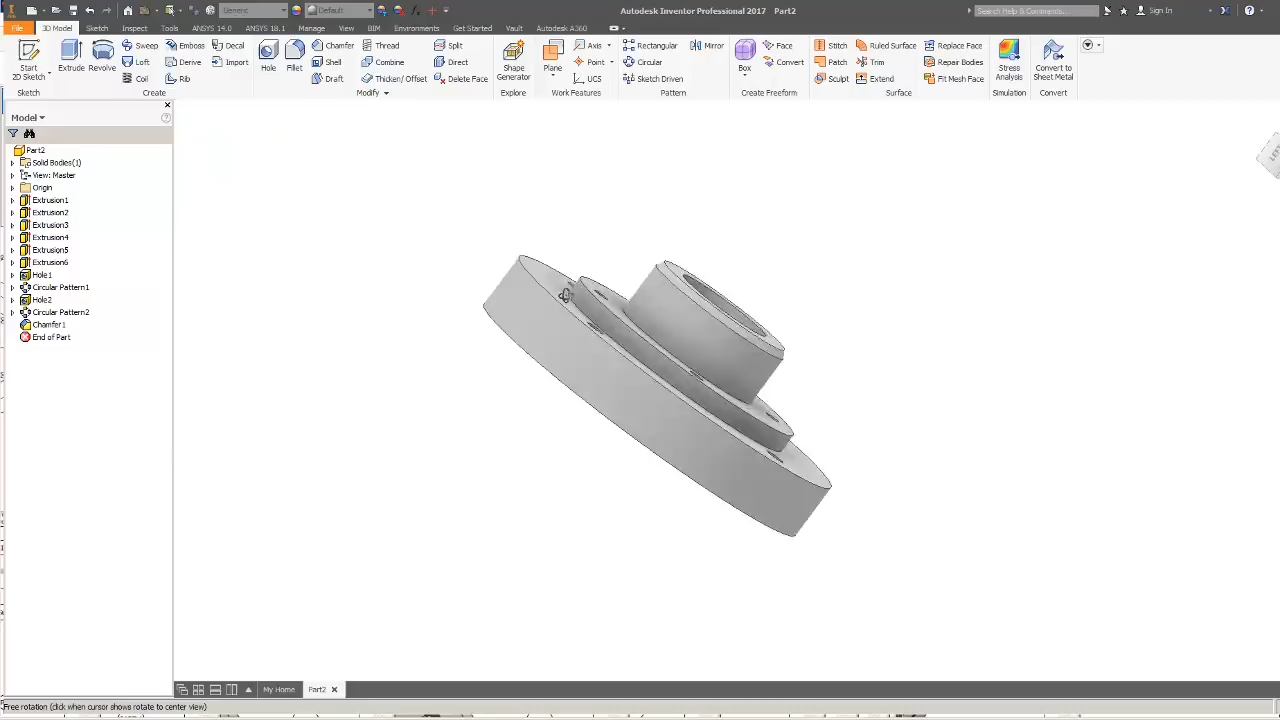 Generic
Default
Autodesk Inventor Professional 2017   Part2
Search Help & Commands...
Sign In
File   3D Model   Sketch   Inspect   Tools   ANSYS 14.0   ANSYS 18.1   Manage   View   BIM   Environments   Get Started   Vault   Autodesk A360
Start 2D Sketch
Extrude   Revolve
Sweep   Emboss   Decal
Loft   Derive   Import
Coil   Rib
Hole   Fillet
Chamfer   Thread   Split
Shell   Combine   Direct
Draft   Thicken/ Offset   Delete Face
Shape Generator
Plane
Axis
Point
UCS
Rectangular   Mirror
Circular
Sketch Driven
Box
Face
Convert
Stitch   Ruled Surface   Replace Face
Patch   Trim   Repair Bodies
Sculpt   Extend   Fit Mesh Face
Stress Analysis
Convert to Sheet Metal
Sketch   Create   Modify   Explore   Work Features   Pattern   Create Freeform   Surface   Simulation   Convert
Model
Part2
Solid Bodies(1)
View: Master
Origin
Extrusion1
Extrusion2
Extrusion3
Extrusion4
Extrusion5
Extrusion6
Hole1
Circular Pattern1
Hole2
Circular Pattern2
Chamfer1
End of Part
My Home   Part2
Free rotation (click when cursor shows rotate to center view)